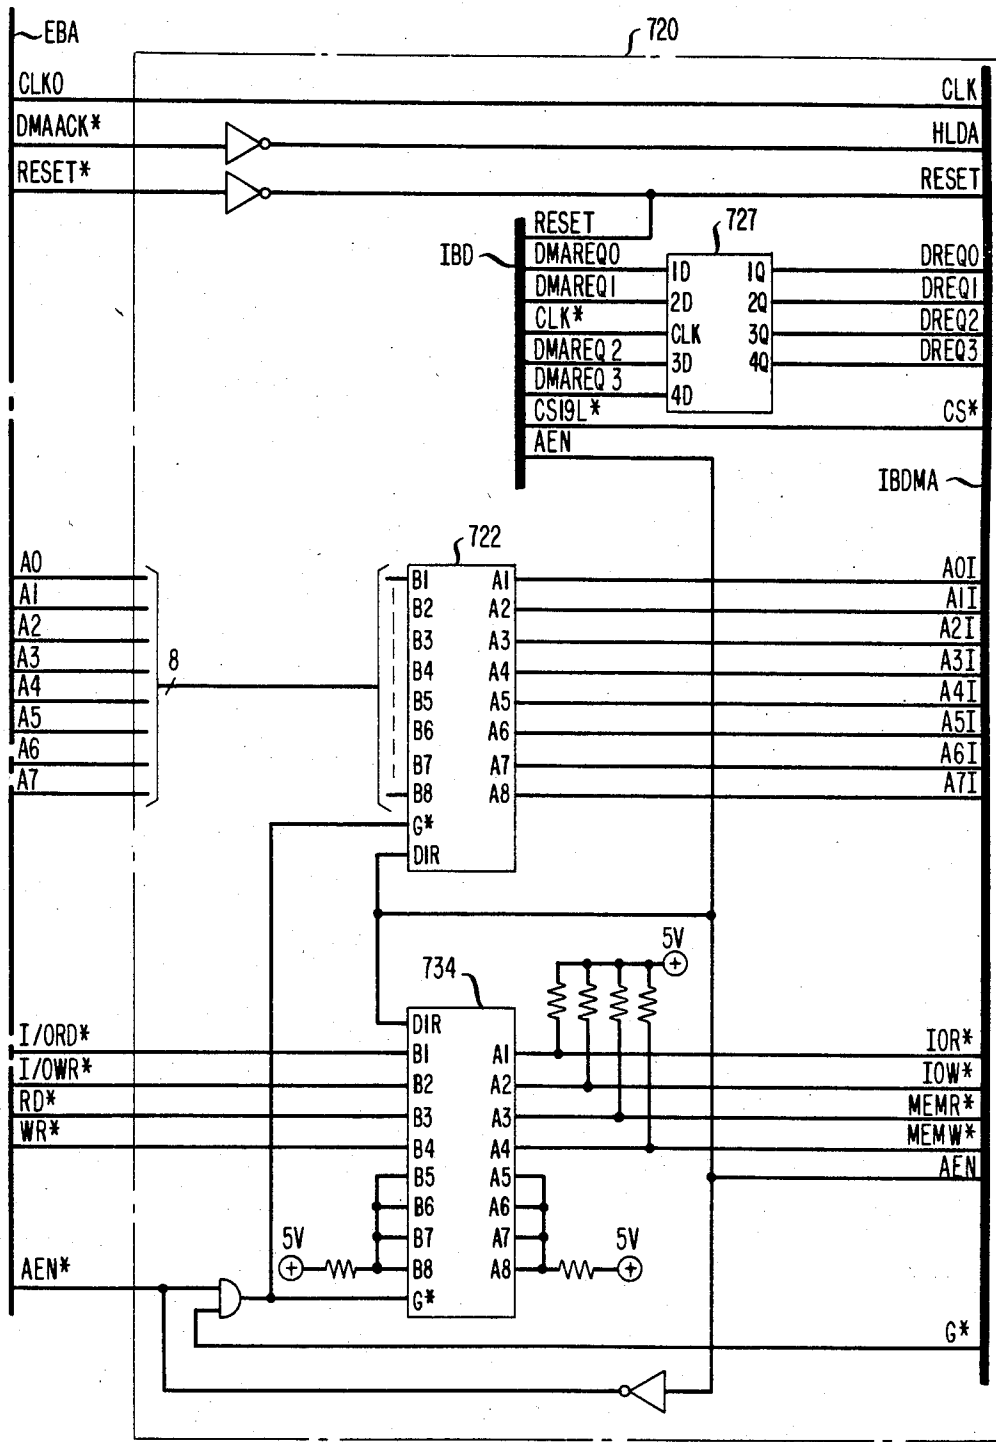 EBA
720
CLK0 CLK
DMAACK* HLDA
RESET* RESET
RESET 727
IBD DMAREQ0 1D 1Q DREQ0
DMAREQ1 2D 2Q DREQ1
CLK* CLK 3Q DREQ2
DMAREQ2 3D 4Q DREQ3
DMAREQ3 4D
CS19L* CS*
AEN
IBDMA
722
A0 B1 A1 A0I
A1 B2 A2 A1I
A2 B3 A3 A2I
A3 8 B4 A4 A3I
A4 B5 A5 A4I
A5 B6 A6 A5I
A6 B7 A7 A6I
A7 B8 A8 A7I
G*
DIR
5V
734
DIR
I/ORD* B1 A1 IOR*
I/OWR* B2 A2 IOW*
RD* B3 A3 MEMR*
WR* B4 A4 MEMW*
B5 A5 AEN
B6 A6
5V B7 A7 5V
+ B8 A8 +
AEN* G*
G*